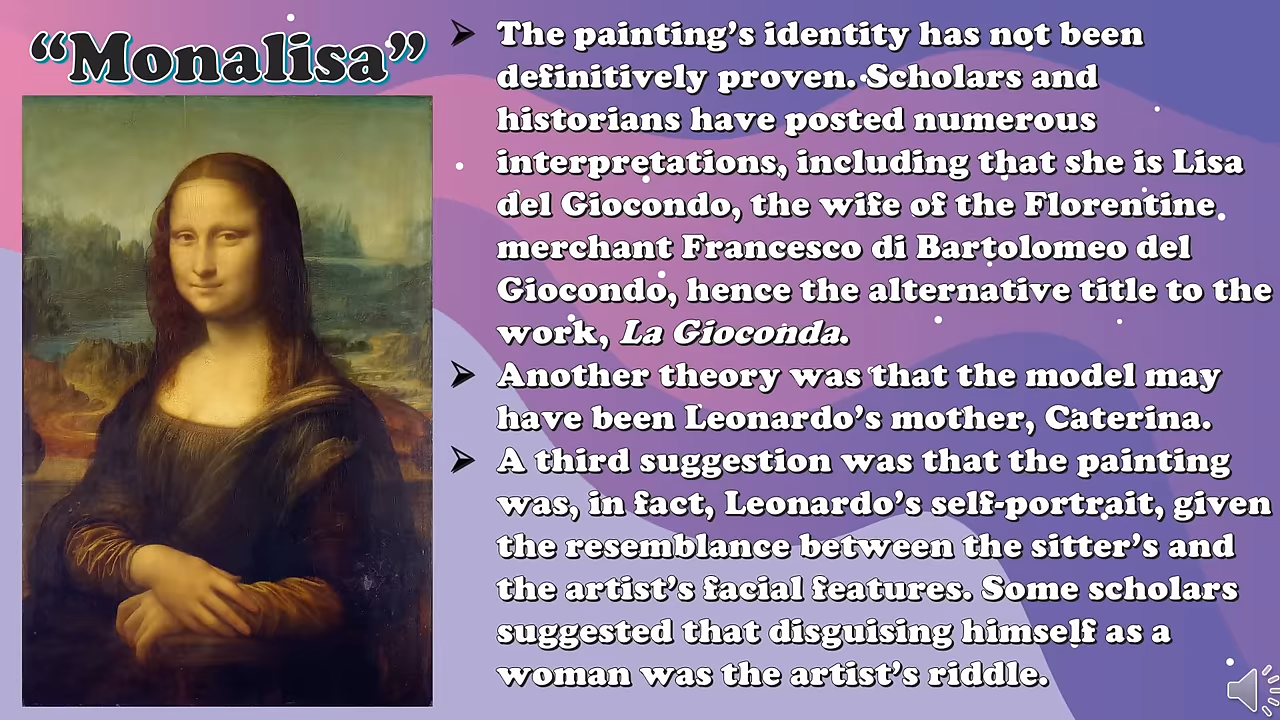 “Monalisa”
➤ The painting’s identity has not been
definitively proven. Scholars and
historians have posted numerous
interpretations, including that she is Lisa
del Giocondo, the wife of the Florentine
merchant Francesco di Bartolomeo del
Giocondo, hence the alternative title to the
work, La Gioconda.
➤ Another theory was that the model may
have been Leonardo’s mother, Caterina.
➤ A third suggestion was that the painting
was, in fact, Leonardo’s self-portrait, given
the resemblance between the sitter’s and
the artist’s facial features. Some scholars
suggested that disguising himself as a
woman was the artist’s riddle.